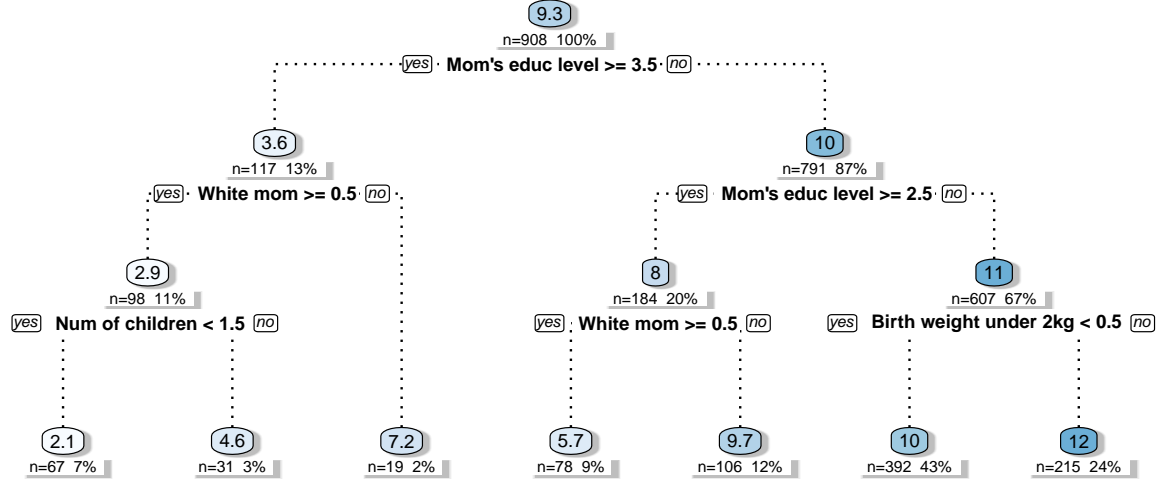 9.3
n=908 100%
yes Mom's educ level >= 3.5 no
3.6 10
n=117 13% n=791 87%
yes White mom >= 0.5 no yes Mom's educ level >= 2.5 no
2.9 8 11
n=98 11% n=184 20% n=607 67%
yes Num of children < 1.5 no yes White mom >= 0.5 no yes Birth weight under 2kg < 0.5 no
2.1 4.6 7.2 5.7 9.7 10 12
n=67 7% n=31 3% n=19 2% n=78 9% n=106 12% n=392 43% n=215 24%